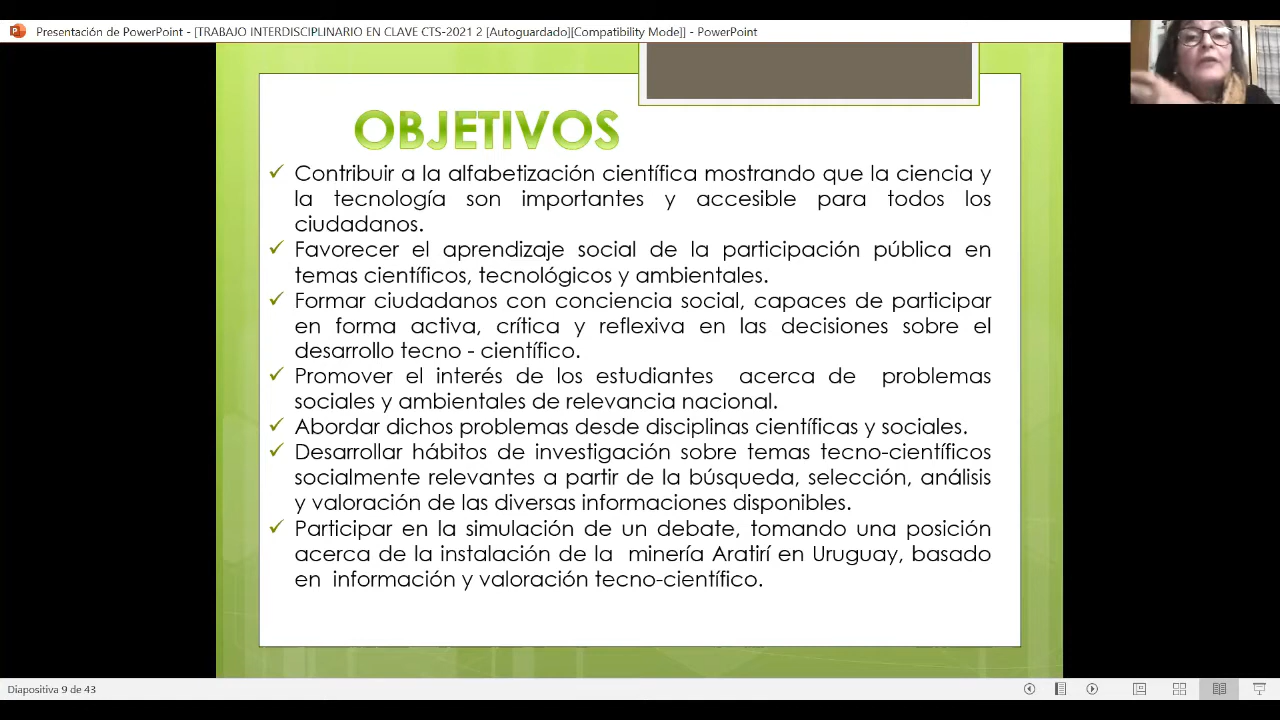 Presentación de PowerPoint - [TRABAJO INTERDISCIPLINARIO EN CLAVE CTS-2021 2 [Autoguardado][Compatibility Mode]] - PowerPoint
OBJETIVOS
✓ Contribuir a la alfabetización científica mostrando que la ciencia y
la tecnología son importantes y accesible para todos los
ciudadanos.
✓ Favorecer el aprendizaje social de la participación pública en
temas científicos, tecnológicos y ambientales.
✓ Formar ciudadanos con conciencia social, capaces de participar
en forma activa, crítica y reflexiva en las decisiones sobre el
desarrollo tecno - científico.
✓ Promover el interés de los estudiantes acerca de problemas
sociales y ambientales de relevancia nacional.
✓ Abordar dichos problemas desde disciplinas científicas y sociales.
✓ Desarrollar hábitos de investigación sobre temas tecno-científicos
socialmente relevantes a partir de la búsqueda, selección, análisis
y valoración de las diversas informaciones disponibles.
✓ Participar en la simulación de un debate, tomando una posición
acerca de la instalación de la minería Aratirí en Uruguay, basado
en información y valoración tecno-científico.
Diapositiva 9 de 43